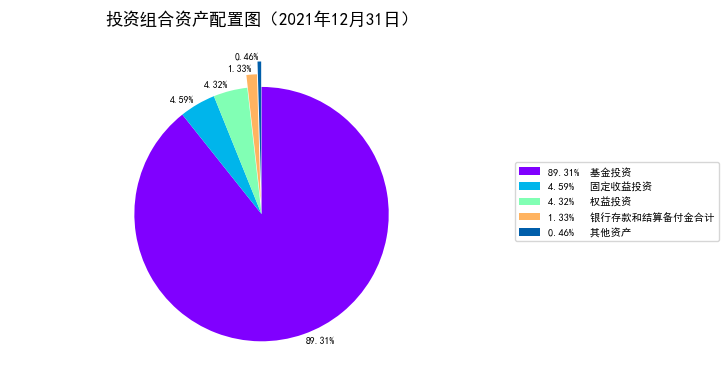 投资组合资产配置图（2021年12月31日）
0.46%
1.33%
4.32%
4.59%
89.31%
89.31% 基金投资
4.59% 固定收益投资
4.32% 权益投资
1.33% 银行存款和结算备付金合计
0.46% 其他资产